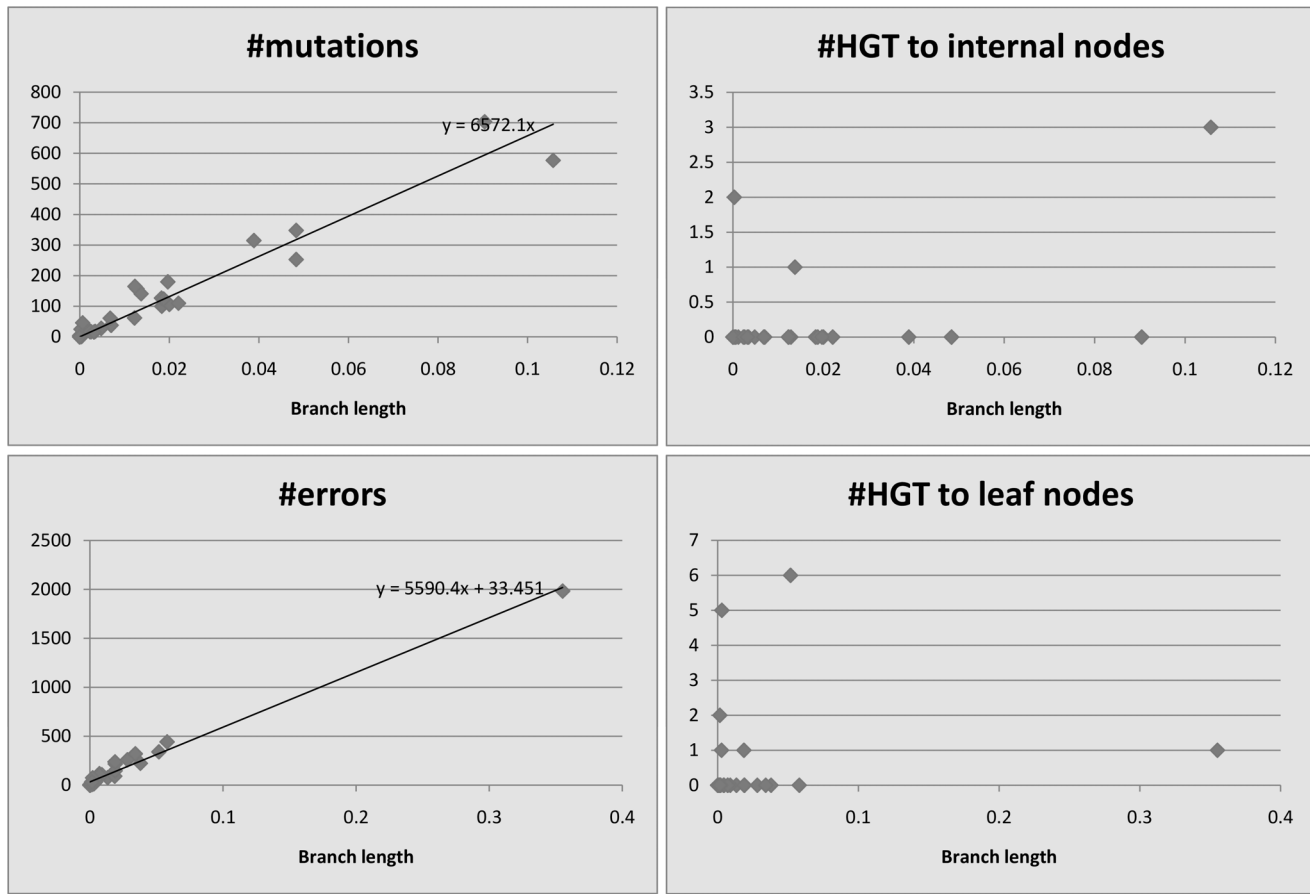 #mutations
800
700
600
500
400
300
200
100
0
y = 6572.1x
0 0.02 0.04 0.06 0.08 0.1 0.12
Branch length
#HGT to internal nodes
3.5
3
2.5
2
1.5
1
0.5
0
0 0.02 0.04 0.06 0.08 0.1 0.12
Branch length
#errors
2500
2000
1500
1000
500
0
y = 5590.4x + 33.451
0 0.1 0.2 0.3 0.4
Branch length
#HGT to leaf nodes
7
6
5
4
3
2
1
0
0 0.1 0.2 0.3 0.4
Branch length